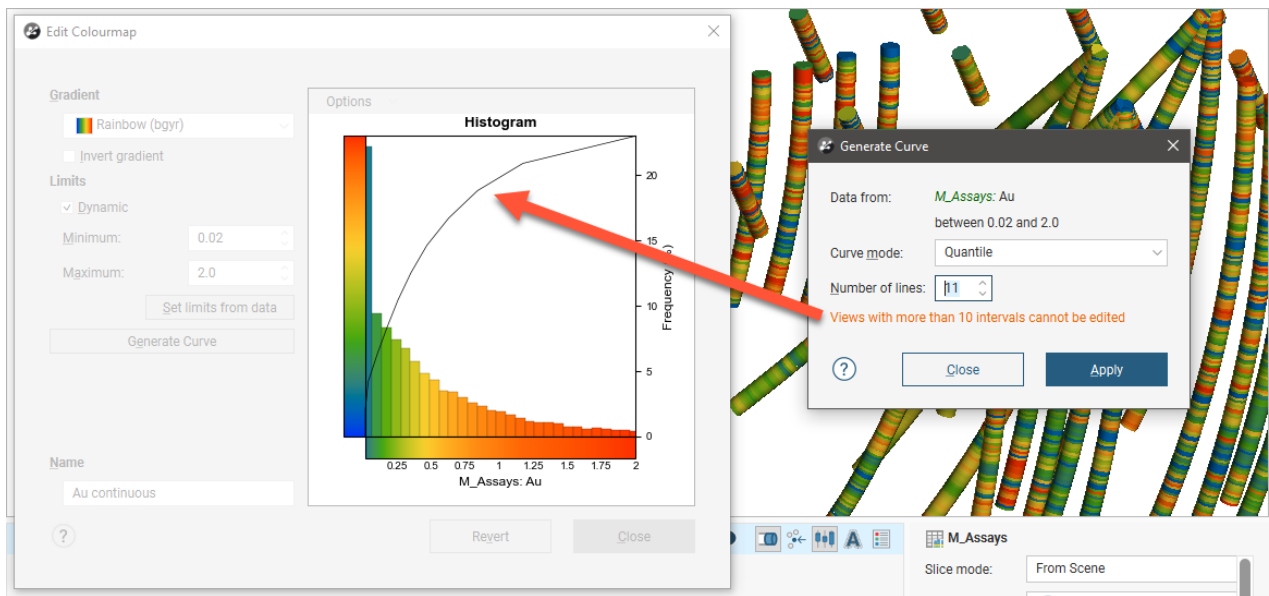 Edit Colourmap
Gradient
Rainbow (bgyr)
Invert gradient
Limits
Dynamic
Minimum: 0.02
Maximum: 2.0
Set limits from data
Generate Curve
Name
Au continuous
?
Options
Histogram
20
15
10
5
0
Frequency (%)
0.25 0.5 0.75 1 1.25 1.5 1.75 2
M_Assays: Au
Revert Close
Generate Curve
Data from: M_Assays: Au
between 0.02 and 2.0
Curve mode: Quantile
Number of lines: 11
Views with more than 10 intervals cannot be edited
? Close Apply
A
M_Assays
Slice mode: From Scene